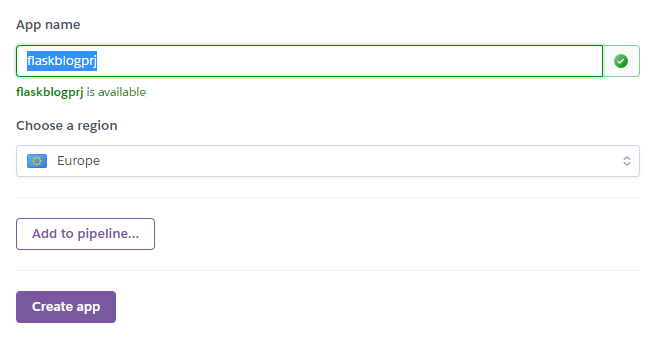 App name
flaskblogprj
flaskblogprj is available
Choose a region
Europe
Add to pipeline...
Create app